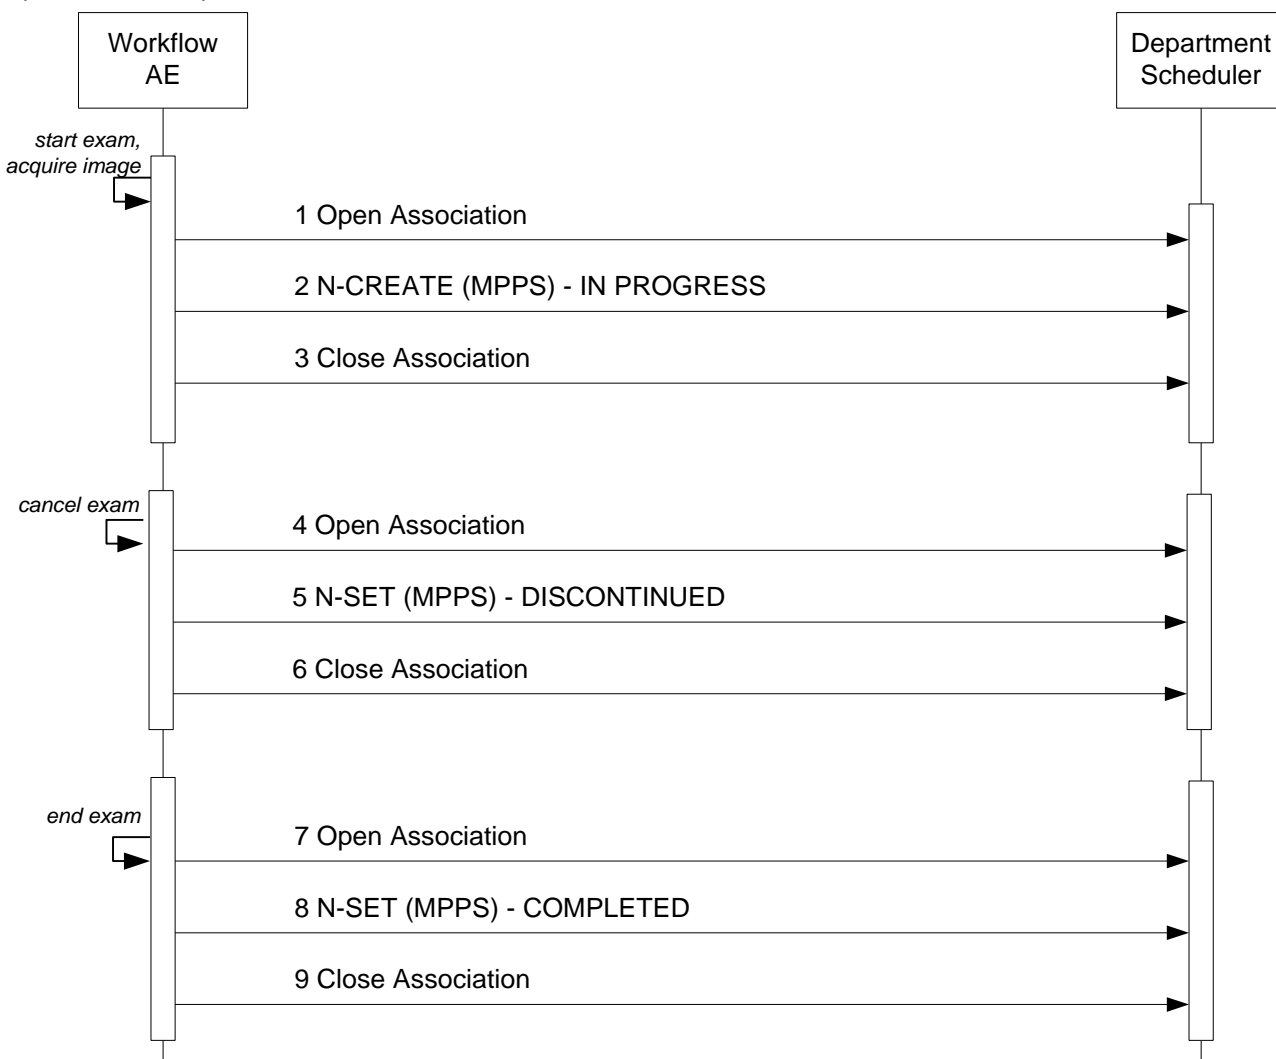 Workflow
AE
Department
Scheduler
start exam,
acquire image
1 Open Association
2 N-CREATE (MPPS) - IN PROGRESS
3 Close Association
cancel exam
4 Open Association
5 N-SET (MPPS) - DISCONTINUED
6 Close Association
end exam
7 Open Association
8 N-SET (MPPS) - COMPLETED
9 Close Association